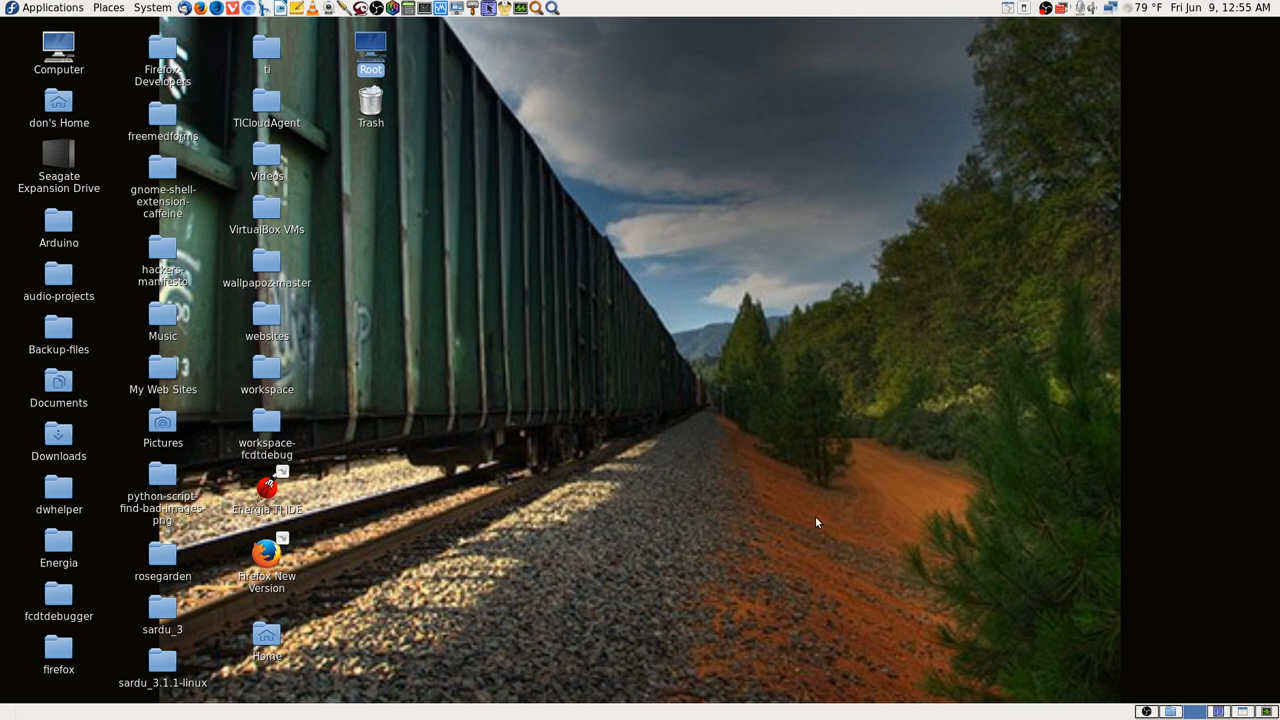 Applications Places System
79 °F Fri Jun 9, 12:55 AM
Computer
don's Home
Seagate
Expansion Drive
Arduino
audio-projects
Backup-files
Documents
Downloads
dwhelper
Energia
fcdtdebugger
firefox
Firefox-
Developers
freemedforms
gnome-shell-
extension-
caffeine
hackers-
manifesto
Music
My Web Sites
Pictures
python-script-
find-bad-images-
png
rosegarden
sardu_3
sardu_3.1.1-linux
ti
TICloudAgent
Videos
VirtualBox VMs
wallpapoz-master
websites
workspace
workspace-
fcdtdebug
Energia TI IDE
Firefox New
Version
Home
Root
Trash